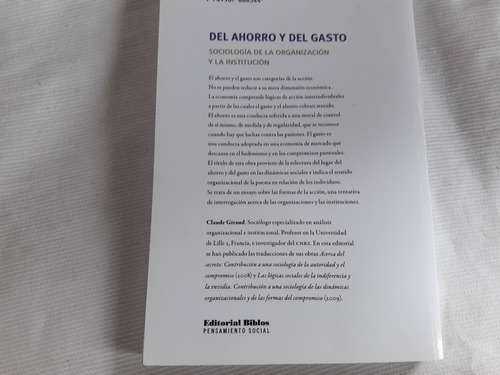 DEL AHORRO Y DEL GASTO
SOCIOLOGÍA DE LA ORGANIZACIÓN
Y LA INSTITUCIÓN
El ahorro y el gasto son categorías de la acción.
No se pueden reducir a su mera dimensión económica.
La economía comprende lógicas de acción interindividuales
a partir de las cuales el gasto y el ahorro cobran sentido.
El ahorro es una conducta referida a una moral de control
de sí mismo, de medida y de regularidad, que se reconoce
cuando hay que luchar contra las pasiones. El gasto es
una conducta adoptada en una economía de mercado que
descansa en el hedonismo y en los compromisos puntuales.
El título de esta obra proviene de la relectura del lugar del
ahorro y del gasto en las dinámicas sociales e indica el sentido
organizacional de la puesta en relación de los individuos.
Se trata de un ensayo sobre las formas de la acción, una tentativa
de interrogación acerca de las organizaciones y las instituciones.
Claude Giraud. Sociólogo especializado en análisis
organizacional e institucional. Profesor en la Universidad
de Lille 3, Francia, e investigador del CNRS. En esta editorial
se han publicado las traducciones de sus obras Acerca del
secreto. Contribución a una sociología de la autoridad y el
compromiso (2008) y Las lógicas sociales de la indiferencia y
la envidia. Contribución a una sociología de las dinámicas
organizacionales y de las formas del compromiso (2009).
Editorial Biblos
PENSAMIENTO SOCIAL